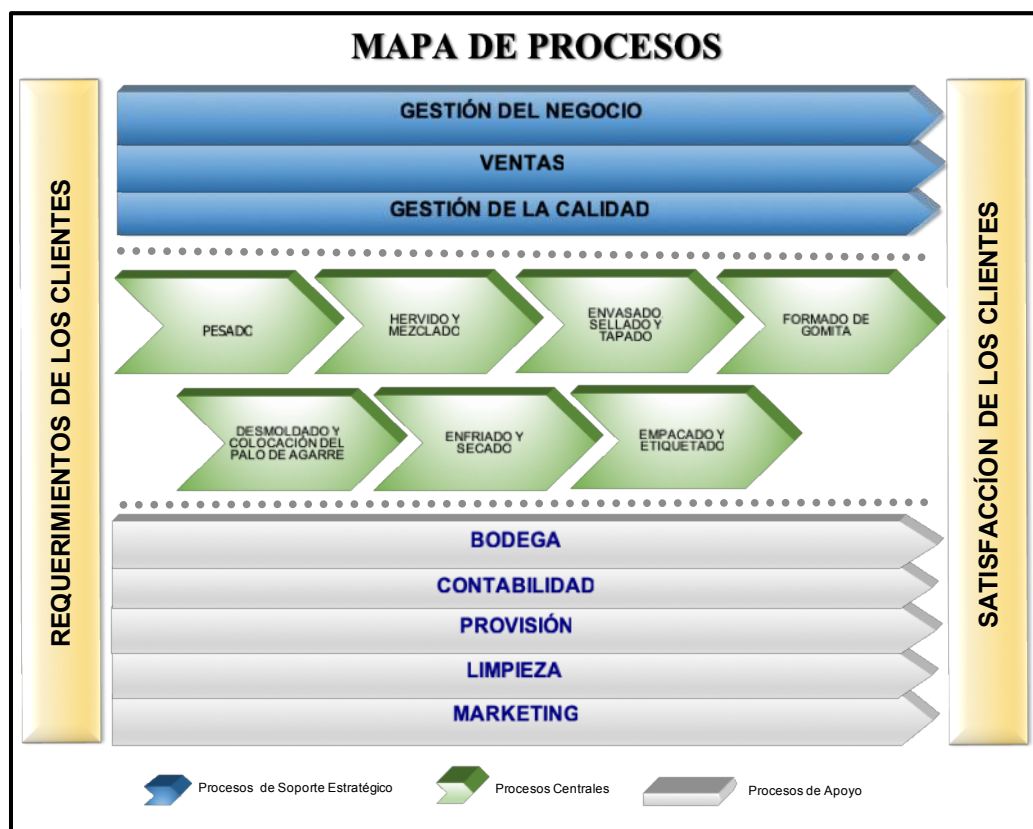 MAPA DE PROCESOS
REQUERIMIENTOS DE LOS CLIENTES
GESTIÓN DEL NEGOCIO
VENTAS
GESTIÓN DE LA CALIDAD
PESADO
HERVIDO Y
MEZCLADO
ENVASADO
SELLADO Y
TAPADO
FORMADO DE
GOMITA
DESMOLDADO Y
COLOCACIÓN DEL
PALO DE AGARRE
ENFRIADO Y
SECADO
EMPACADO Y
ETIQUETADO
BODEGA
CONTABILIDAD
PROVISIÓN
LIMPIEZA
MARKETING
SATISFACCÍON DE LOS CLIENTES
Procesos de Soporte Estratégico
Procesos Centrales
Procesos de Apoyo